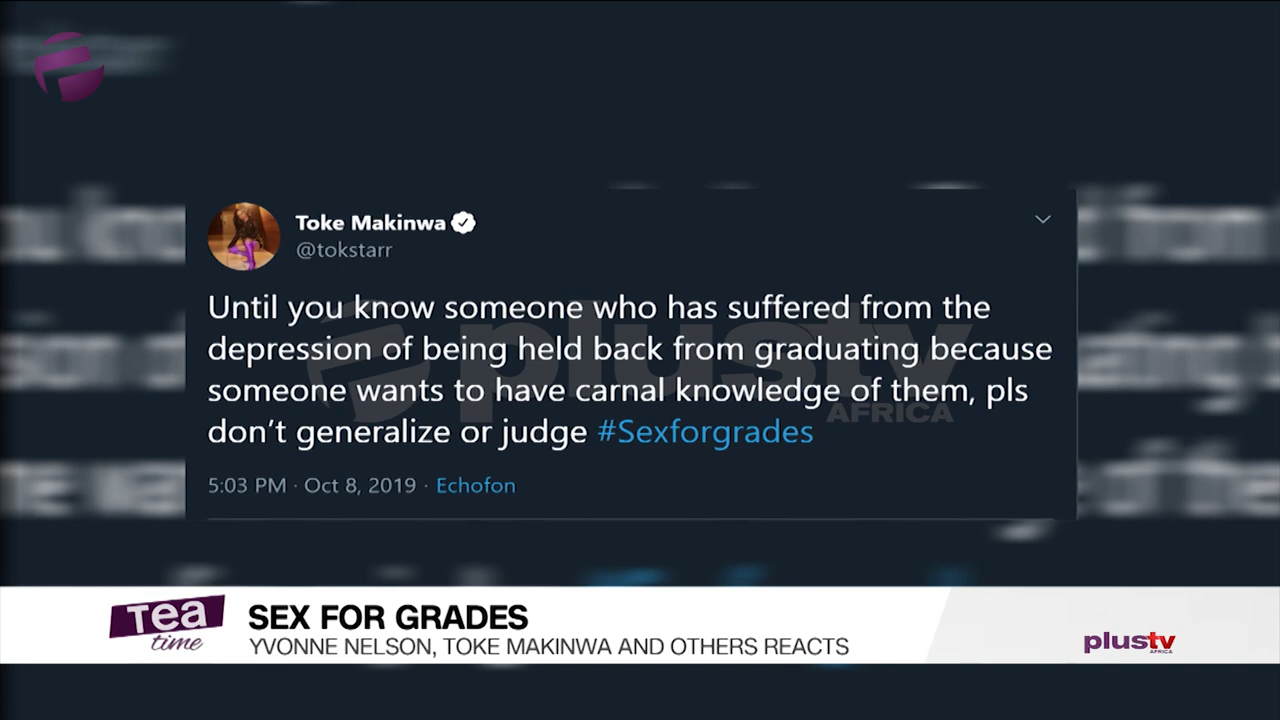 Toke Makinwa
@tokstarr
Until you know someone who has suffered from the
depression of being held back from graduating because
someone wants to have carnal knowledge of them, pls
don't generalize or judge #Sexforgrades
5:03 PM · Oct 8, 2019 · Echofon
plustv
AFRICA
Tea
time
SEX FOR GRADES
YVONNE NELSON, TOKE MAKINWA AND OTHERS REACTS
plustv
AFRICA